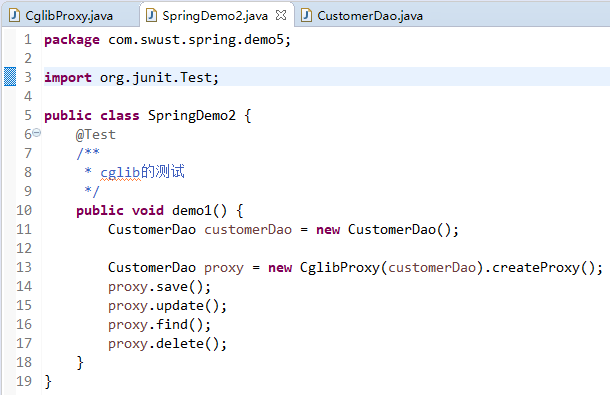 CglibProxy.java SpringDemo2.java CustomerDao.java
1 package com.swust.spring.demo5;
2
3 import org.junit.Test;
4
5 public class SpringDemo2 {
6 @Test
7 /**
8 * cglib的测试
9 */
10 public void demo1() {
11 CustomerDao customerDao = new CustomerDao();
12
13 CustomerDao proxy = new CglibProxy(customerDao).createProxy();
14 proxy.save();
15 proxy.update();
16 proxy.find();
17 proxy.delete();
18 }
19 }